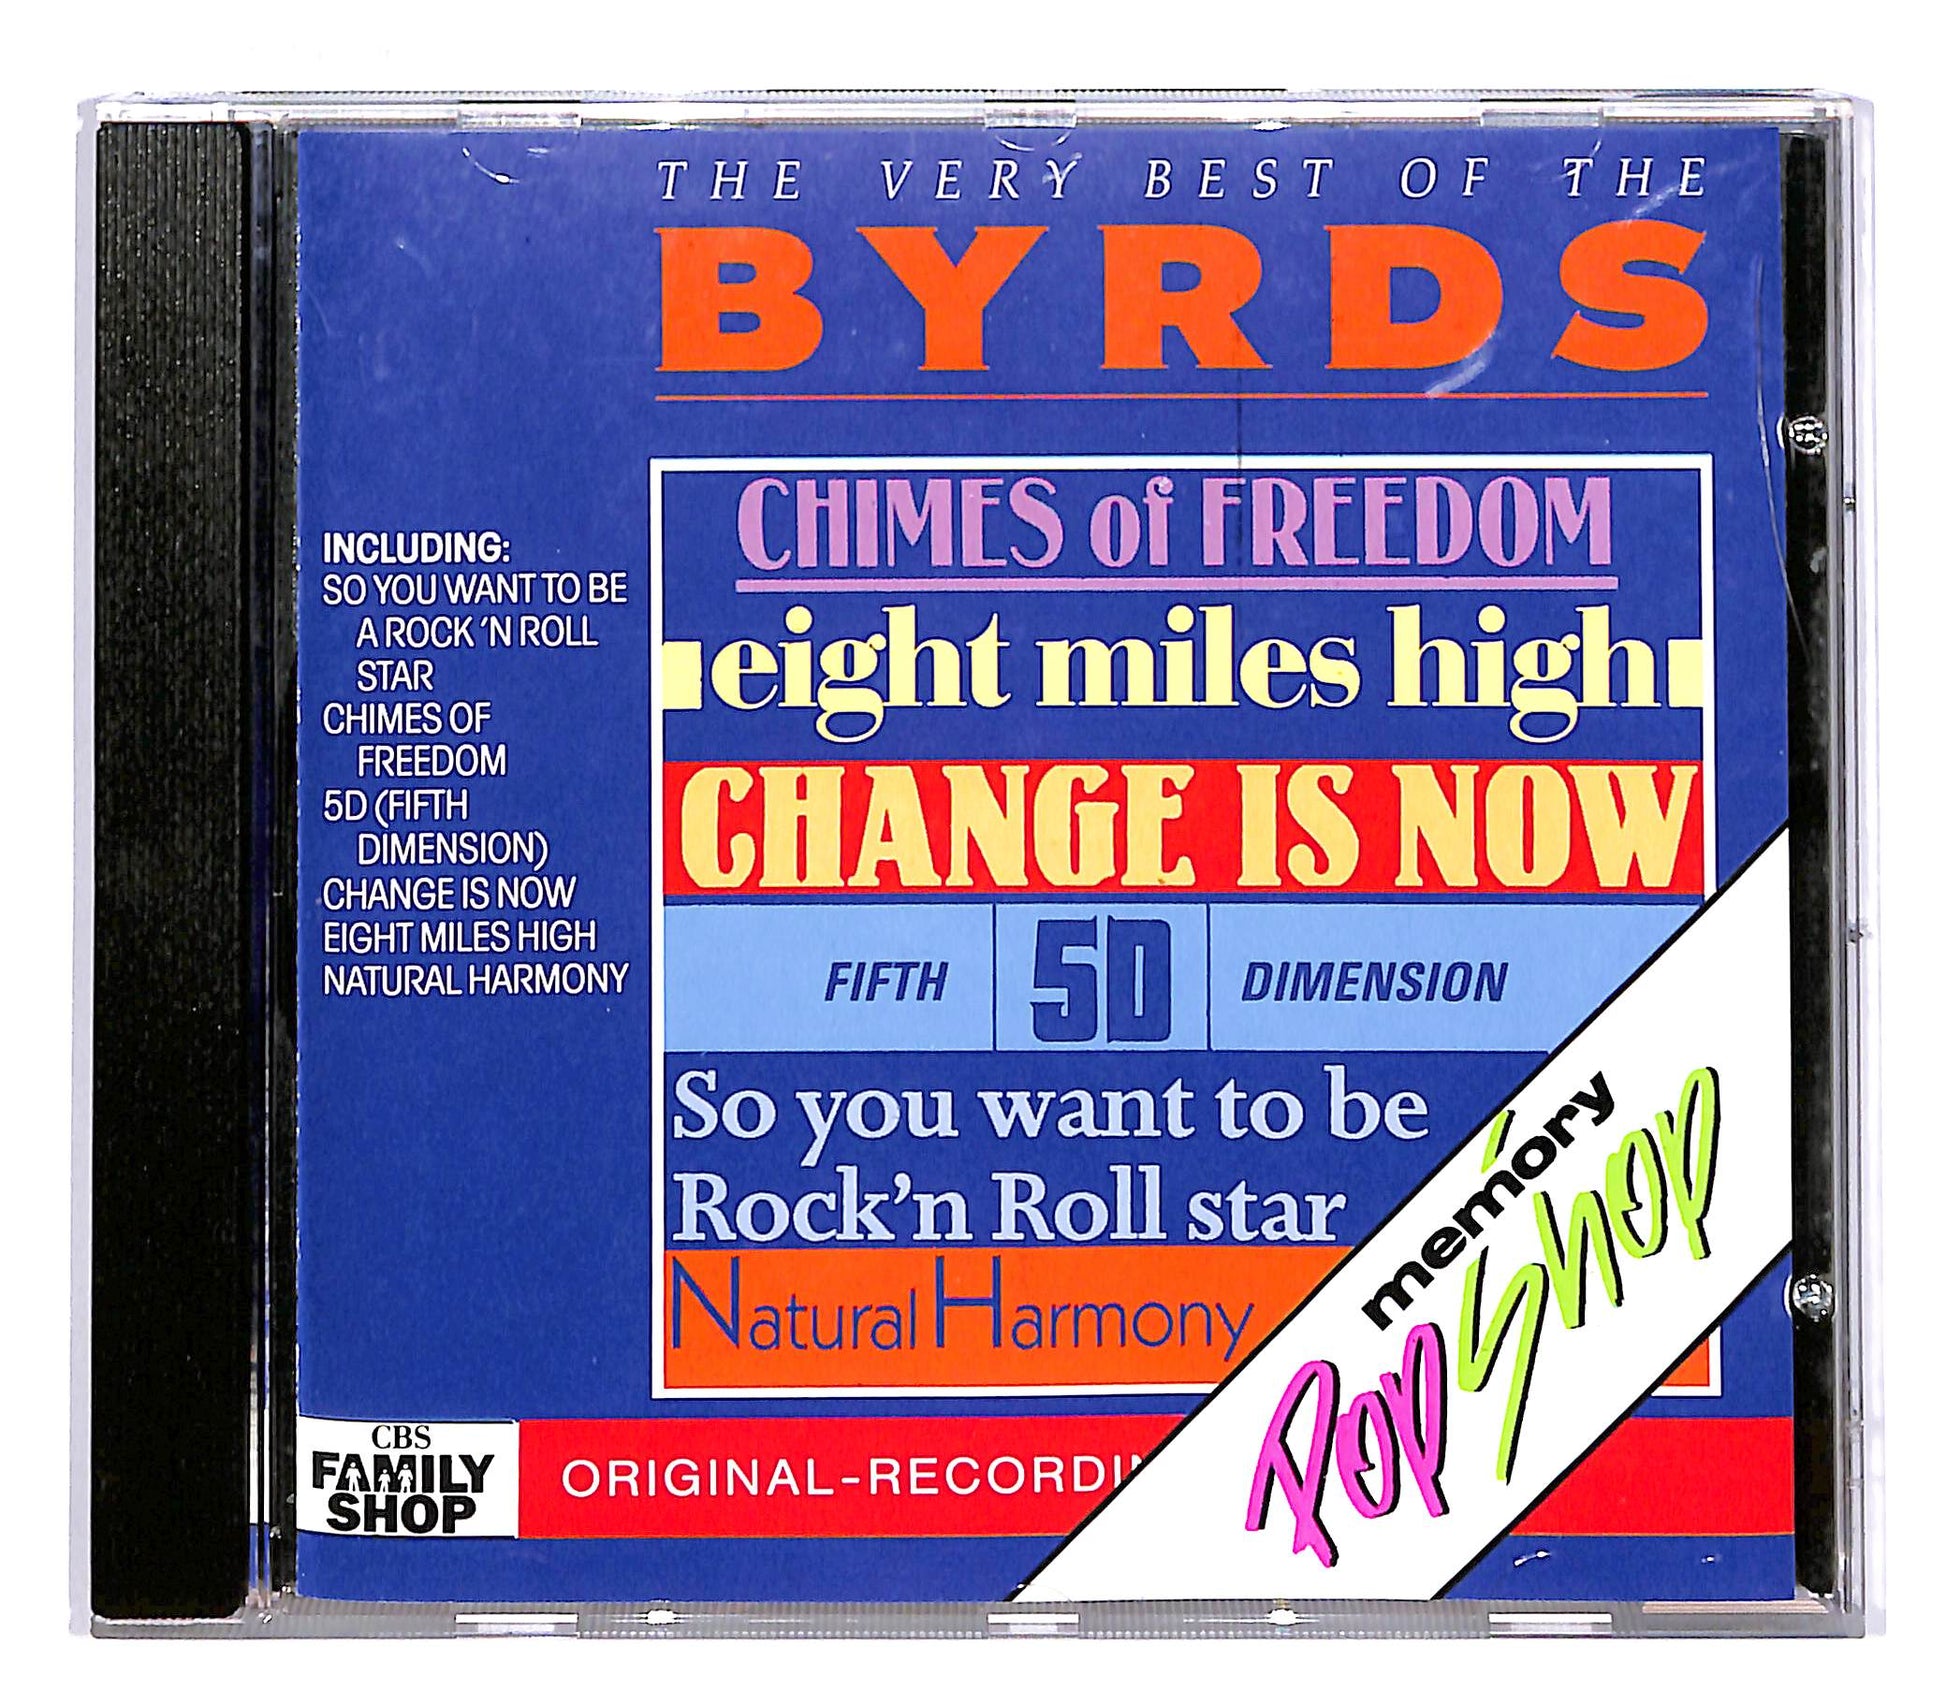 THE VERY BEST OF THE
BYRDS
INCLUDING:
SO YOU WANT TO BE
A ROCK 'N ROLL
STAR
CHIMES OF
FREEDOM
5D (FIFTH
DIMENSION)
CHANGE IS NOW
EIGHT MILES HIGH
NATURAL HARMONY
CHIMES of FREEDOM
eight miles high
CHANGE IS NOW
FIFTH 5D DIMENSION
So you want to be
Rock'n Roll star
Natural Harmony
memory
Pop Shop
CBS
FAMILY
SHOP
ORIGINAL-RECORDI